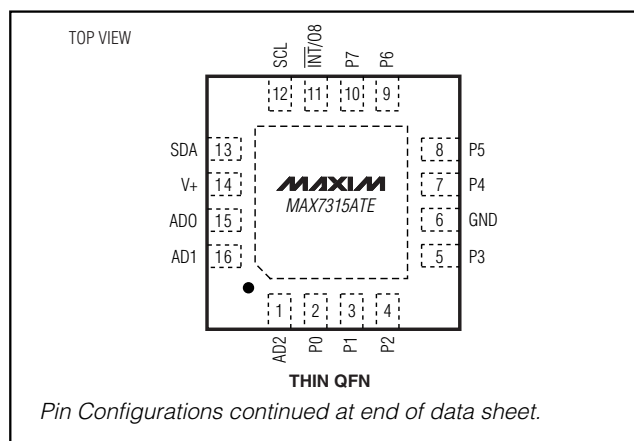 TOP VIEW
SCL
INT/O8
P7
P6
12
11
10
9
SDA 13
V+ 14
AD0 15
AD1 16
MAXIM
MAX7315ATE
8 P5
7 P4
6 GND
5 P3
1
2
3
4
AD2
P0
P1
P2
THIN QFN
Pin Configurations continued at end of data sheet.